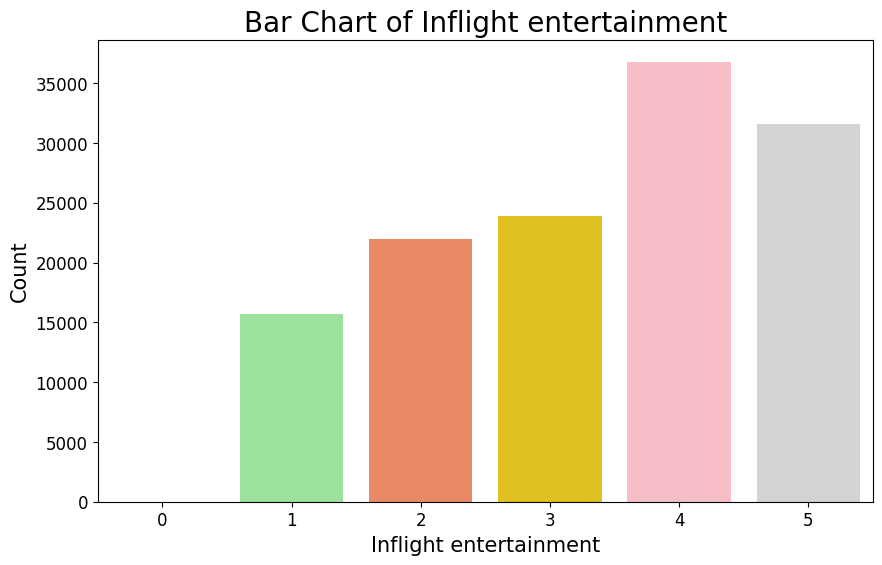 Bar Chart of Inflight entertainment
Count
35000
30000
25000
20000
15000
10000
5000
0
0 1 2 3 4 5
Inflight entertainment